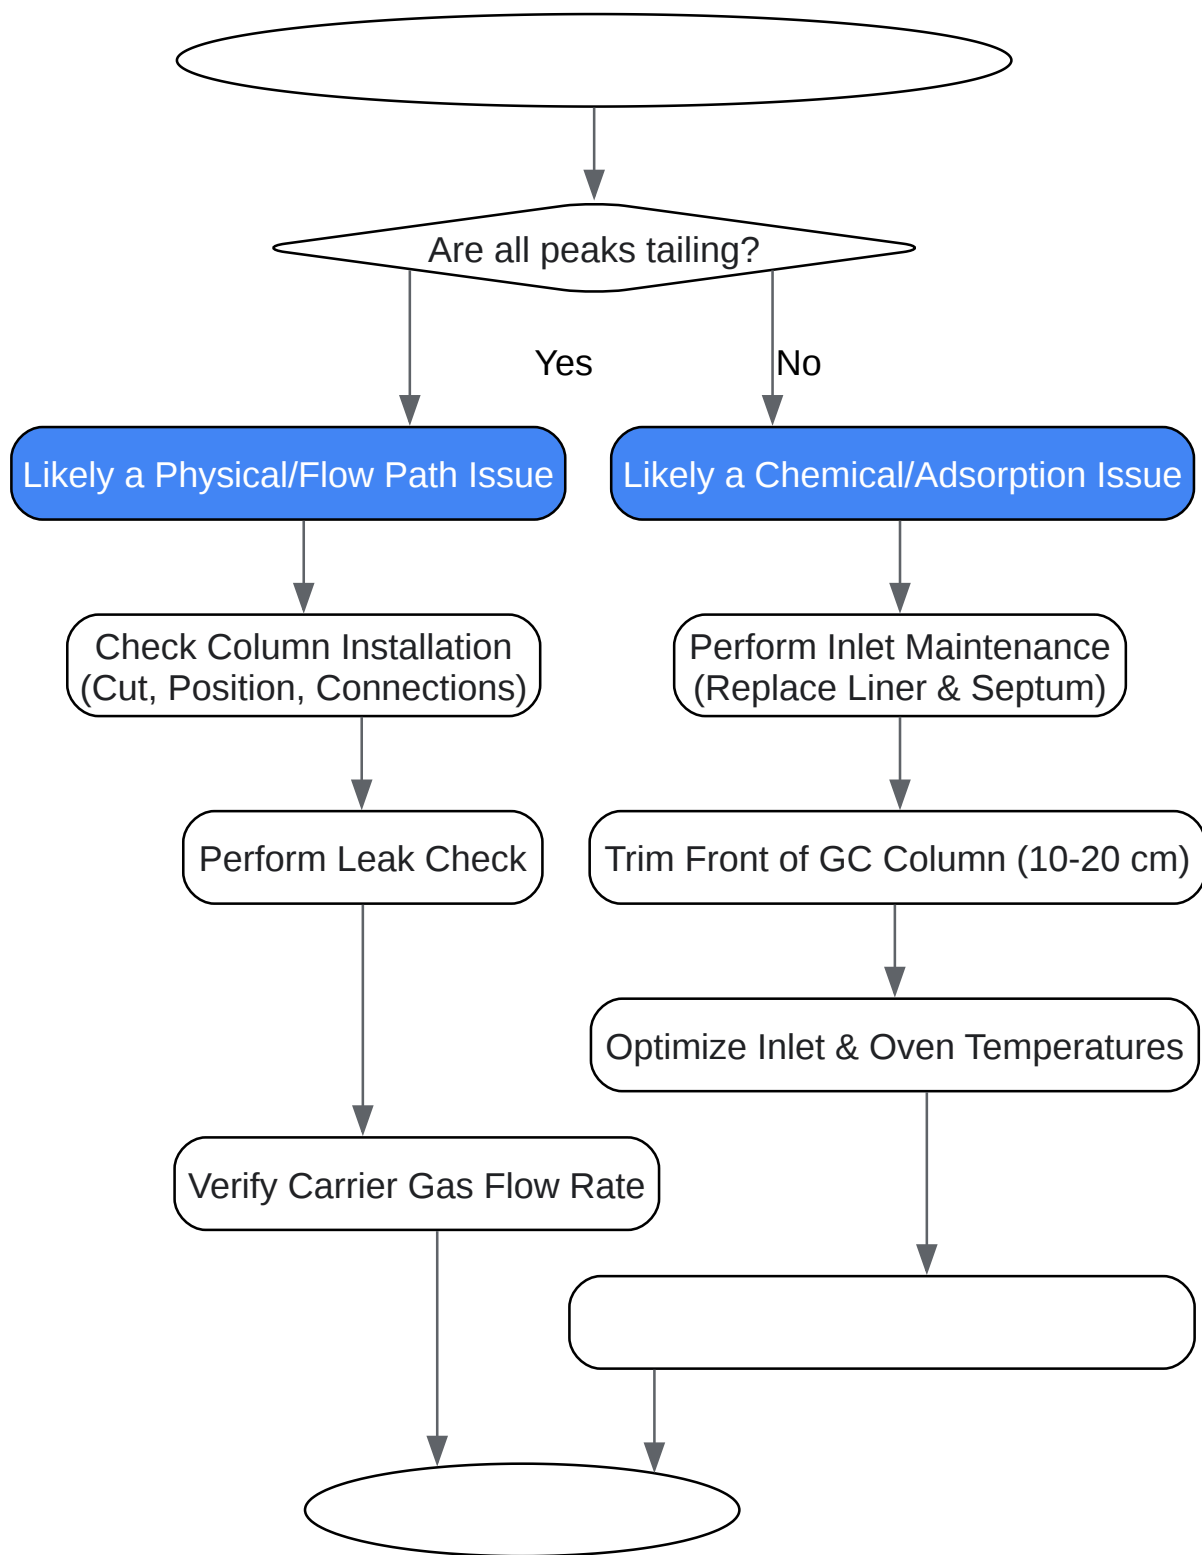 Are all peaks tailing?
Yes
No
Likely a Physical/Flow Path Issue
Likely a Chemical/Adsorption Issue
Check Column Installation
(Cut, Position, Connections)
Perform Inlet Maintenance
(Replace Liner & Septum)
Perform Leak Check
Trim Front of GC Column (10-20 cm)
Optimize Inlet & Oven Temperatures
Verify Carrier Gas Flow Rate